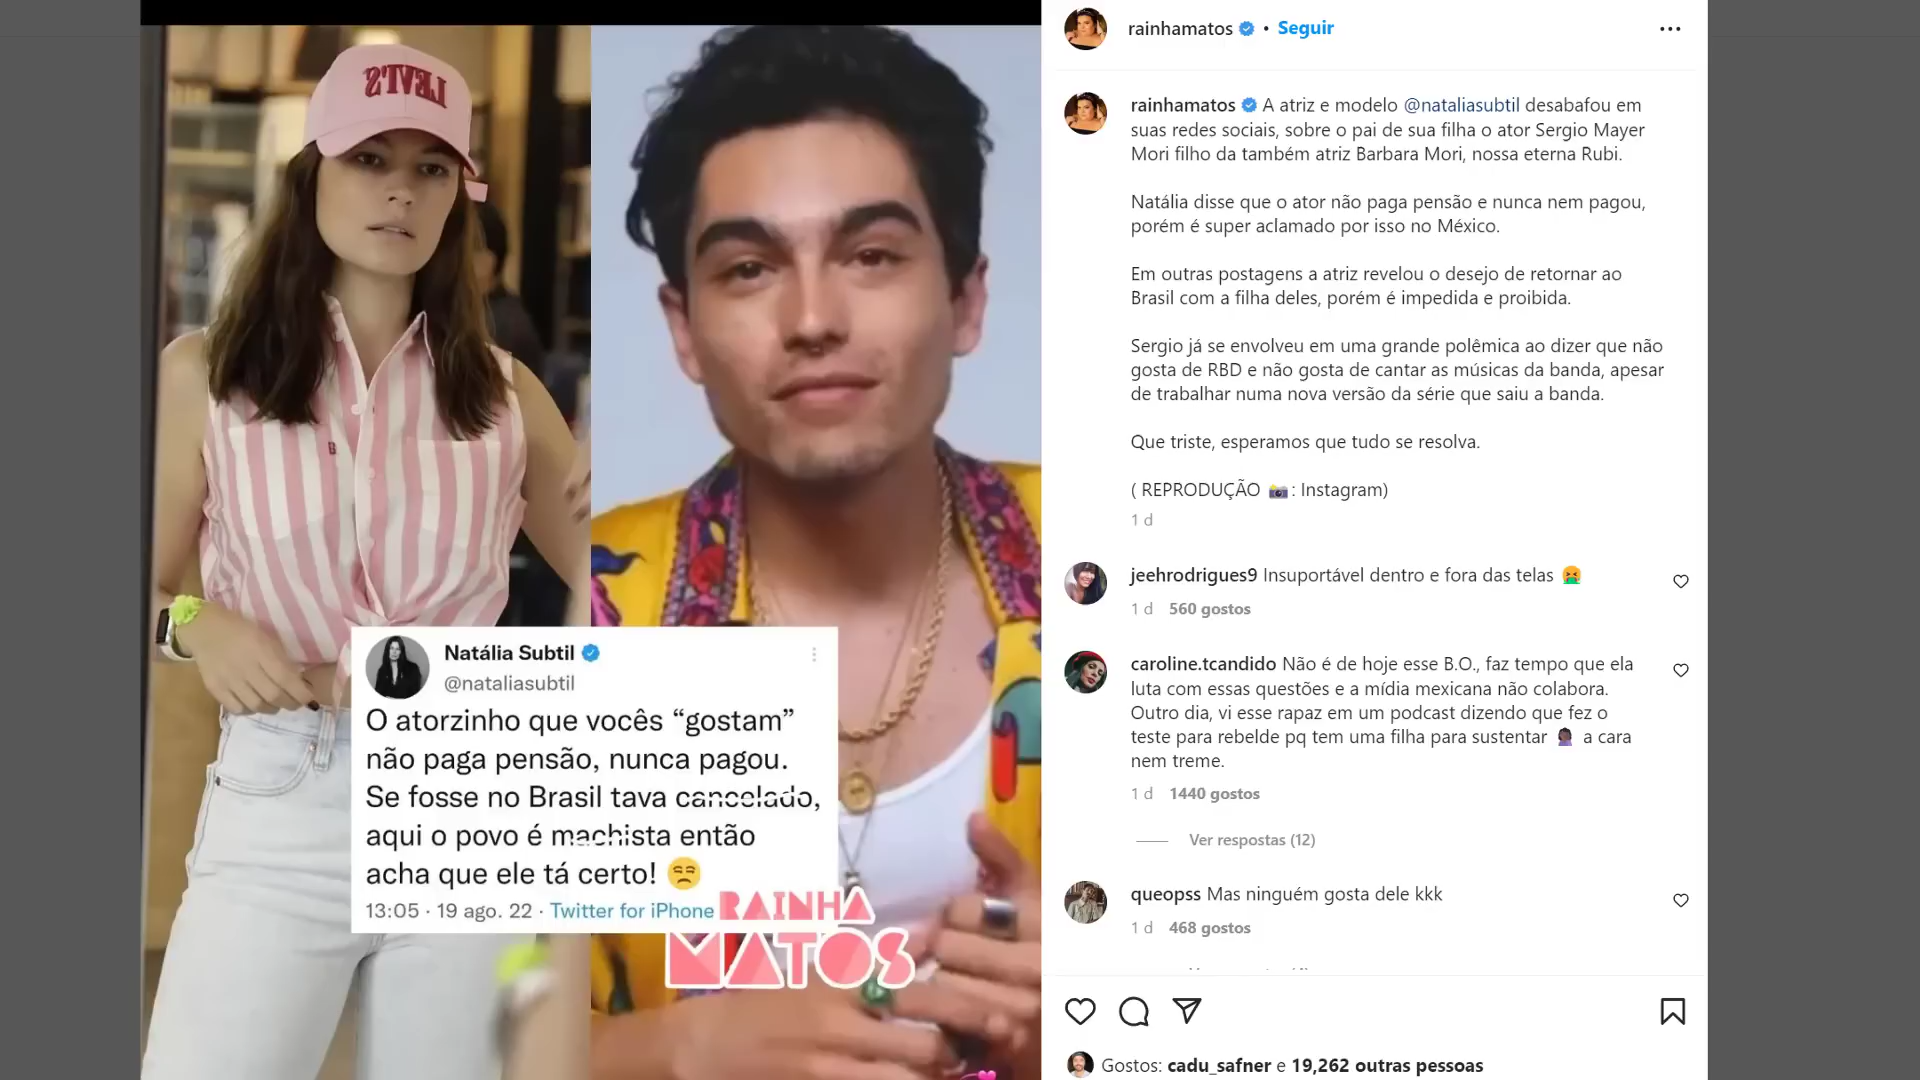 LEVI'S
Natália Subtil
@nataliasubtil
O atorzinho que vocês “gostam”
não paga pensão, nunca pagou.
Se fosse no Brasil tava cancelado,
aqui o povo é machista então
acha que ele tá certo! 😒
13:05 · 19 ago. 22 · Twitter for iPhone
RAINHA
MATOS
rainhamatos • Seguir
rainhamatos A atriz e modelo @nataliasubtil desabafou em
suas redes sociais, sobre o pai de sua filha o ator Sergio Mayer
Mori filho da também atriz Barbara Mori, nossa eterna Rubi.
Natália disse que o ator não paga pensão e nunca nem pagou,
porém é super aclamado por isso no México.
Em outras postagens a atriz revelou o desejo de retornar ao
Brasil com a filha deles, porém é impedida e proibida.
Sergio já se envolveu em uma grande polêmica ao dizer que não
gosta de RBD e não gosta de cantar as músicas da banda, apesar
de trabalhar numa nova versão da série que saiu a banda.
Que triste, esperamos que tudo se resolva.
( REPRODUÇÃO 📸: Instagram)
1 d
jeehrodrigues9 Insuportável dentro e fora das telas 🤮
1 d 560 gostos
caroline.tcandido Não é de hoje esse B.O., faz tempo que ela
luta com essas questões e a mídia mexicana não colabora.
Outro dia, vi esse rapaz em um podcast dizendo que fez o
teste para rebelde pq tem uma filha para sustentar 🤦🏿‍♀️ a cara
nem treme.
1 d 1440 gostos
Ver respostas (12)
queopss Mas ninguém gosta dele kkk
1 d 468 gostos
Gostos: cadu_safner e 19,262 outras pessoas